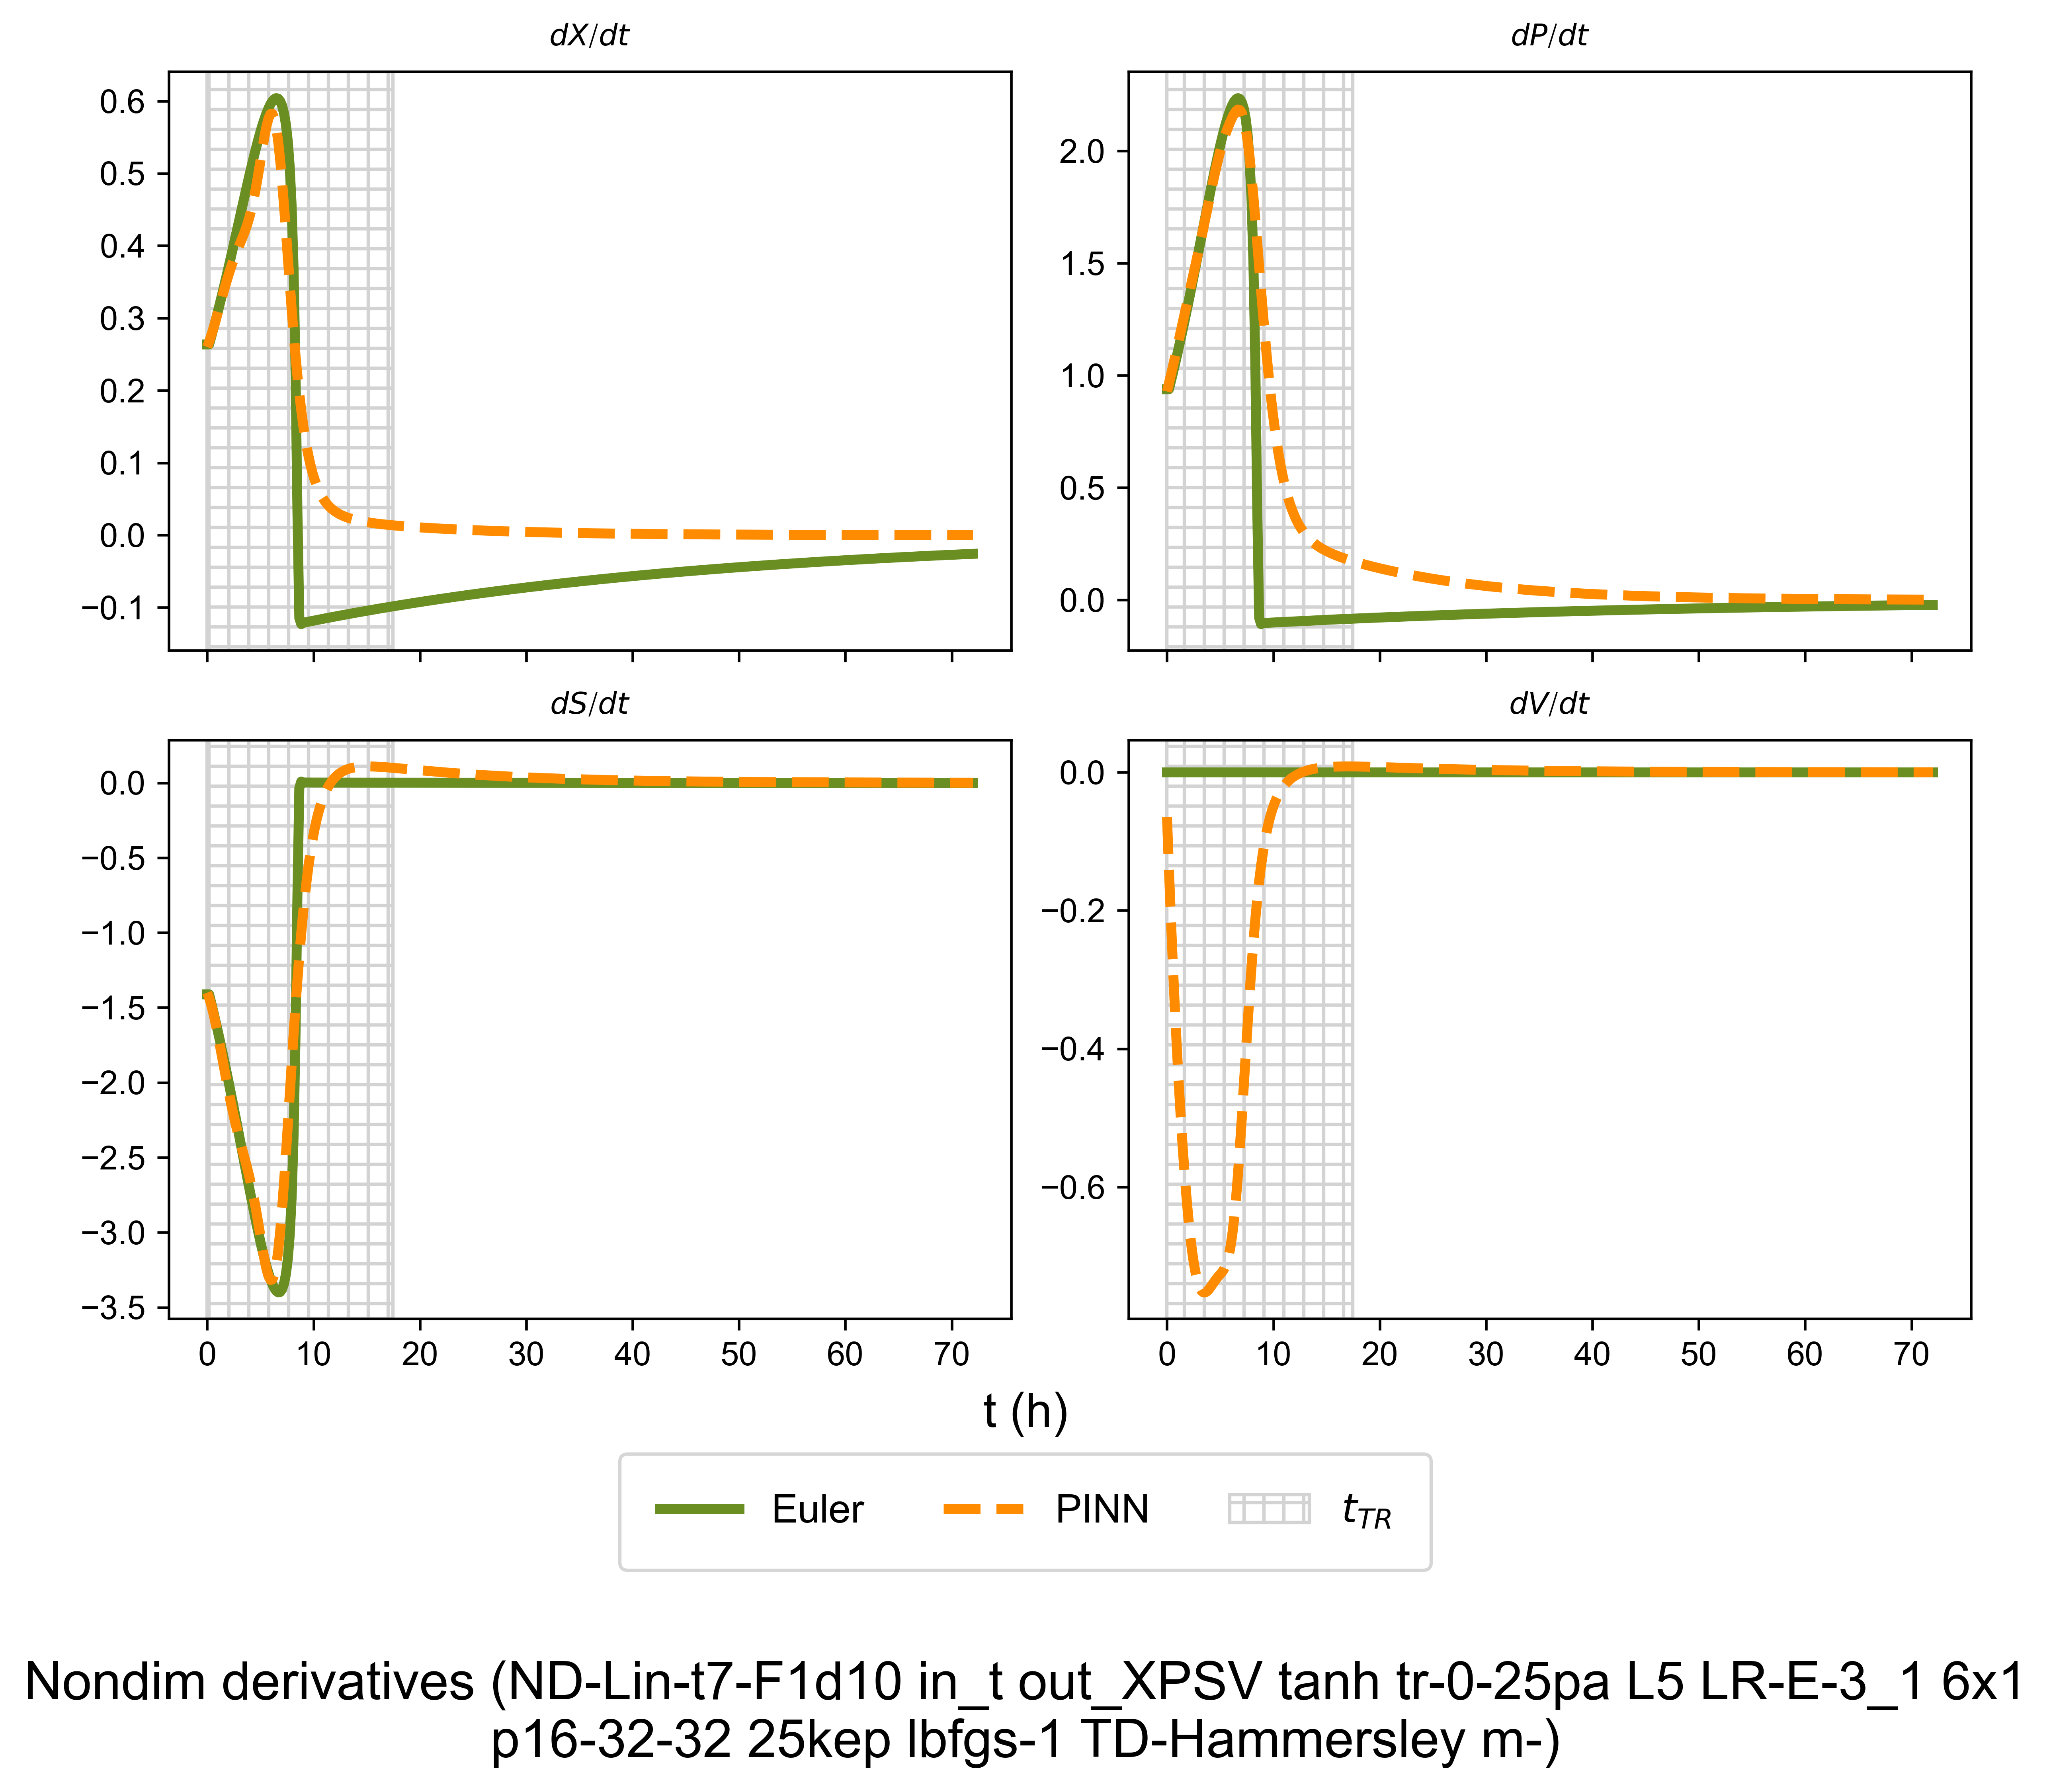 dX/dt
dP/dt
0.6
0.5
0.4
0.3
0.2
0.1
0.0
−0.1
2.0
1.5
1.0
0.5
0.0
dS/dt
dV/dt
0.0
−0.5
−1.0
−1.5
−2.0
−2.5
−3.0
−3.5
0 10 20 30 40 50 60 70
0.0
−0.2
−0.4
−0.6
0 10 20 30 40 50 60 70
t (h)
Euler PINN t_TR
Nondim derivatives (ND-Lin-t7-F1d10 in_t out_XPSV tanh tr-0-25pa L5 LR-E-3_1 6x1
p16-32-32 25kep lbfgs-1 TD-Hammersley m-)